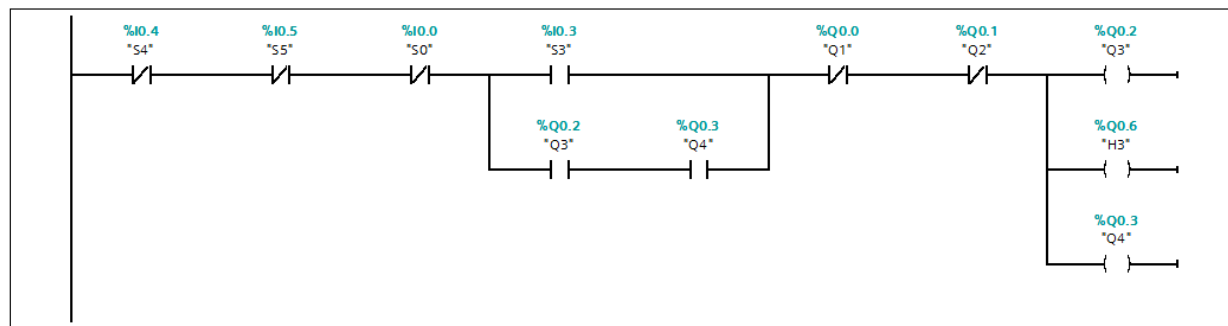 %I0.4 %I0.5 %I0.0 %I0.3 %Q0.0 %Q0.1 %Q0.2
"S4" "S5" "S0" "S3" "Q1" "Q2" "Q3"
%Q0.2 %Q0.3 %Q0.6
"Q3" "Q4" "H3"
%Q0.3
"Q4"